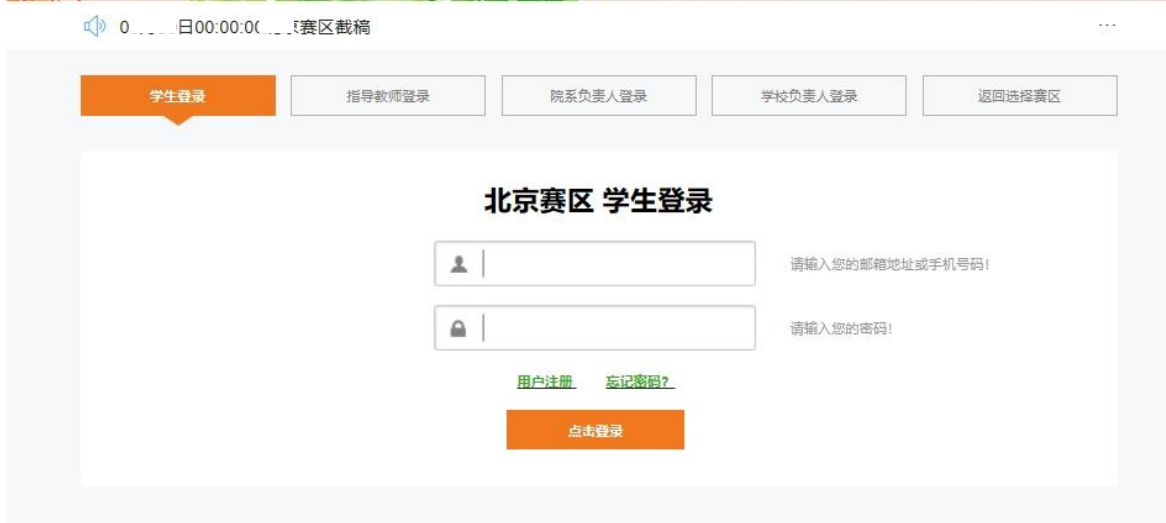 日00:00:00 京赛区截稿
...
学生登录
指导教师登录
院系负责人登录
学校负责人登录
返回选择赛区
北京赛区 学生登录
请输入您的邮箱地址或手机号码!
请输入您的密码!
用户注册 忘记密码?
点击登录